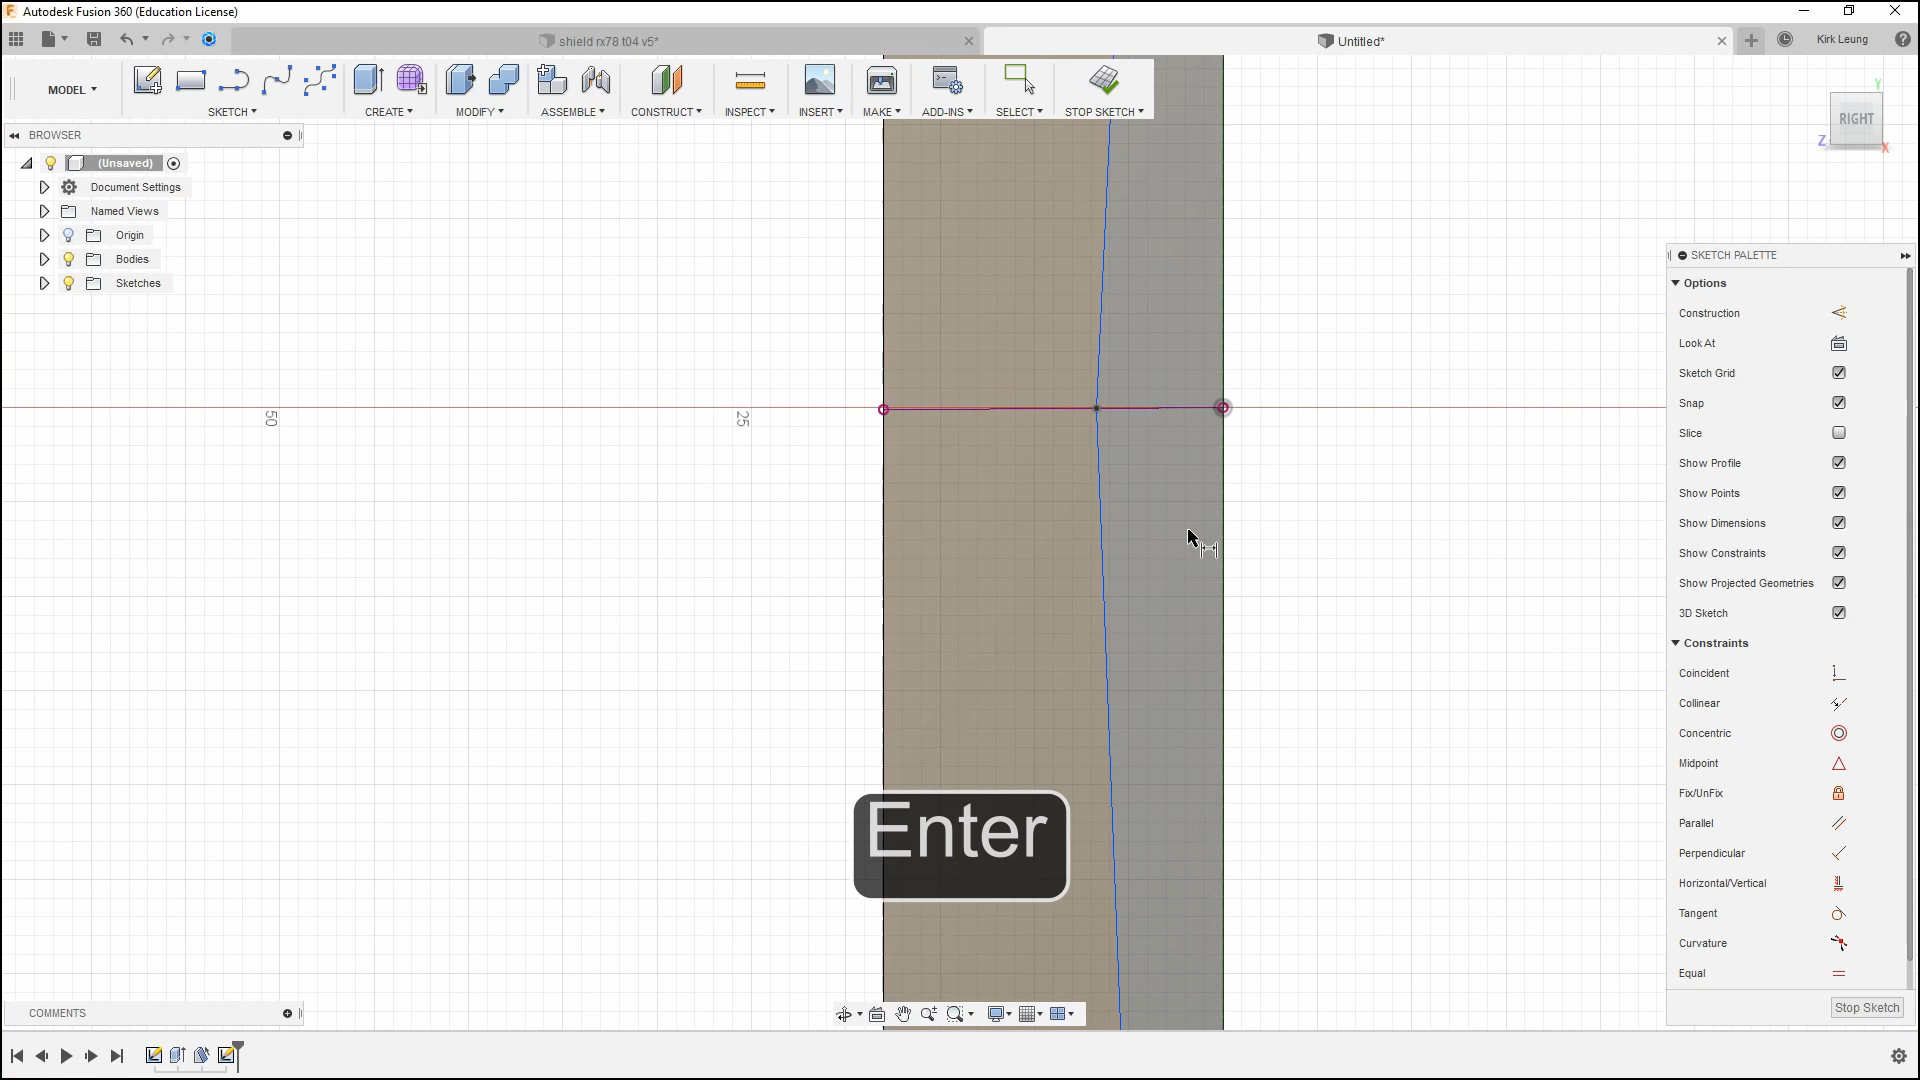 Autodesk Fusion 360 (Education License)
shield rx78 t04 v5*
Untitled*
Kirk Leung
MODEL
SKETCH
CREATE
MODIFY
ASSEMBLE
CONSTRUCT
INSPECT
INSERT
MAKE
ADD-INS
SELECT
STOP SKETCH
BROWSER
(Unsaved)
Document Settings
Named Views
Origin
Bodies
Sketches
Y
RIGHT
Z
X
50
25
SKETCH PALETTE
Options
Construction
Look At
Sketch Grid
Snap
Slice
Show Profile
Show Points
Show Dimensions
Show Constraints
Show Projected Geometries
3D Sketch
Constraints
Coincident
Collinear
Concentric
Midpoint
Fix/UnFix
Parallel
Perpendicular
Horizontal/Vertical
Tangent
Curvature
Equal
Stop Sketch
Enter
COMMENTS